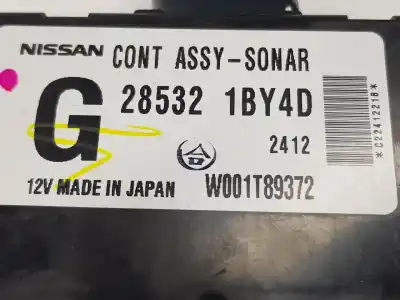 NISSAN CONT ASSY-SONAR
G 28532 1BY4D
2412
12V MADE IN JAPAN W001T89372
*C22412218*